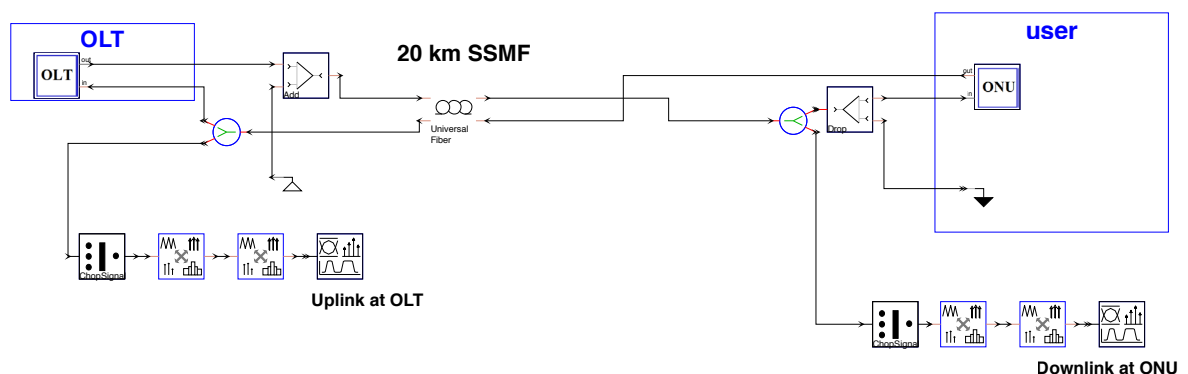 OLT
user
20 km SSMF
OLT
out
in
Add
Universal
Fiber
out
in
ONU
Drop
ChopSignal
Uplink at OLT
ChopSignal
Downlink at ONU